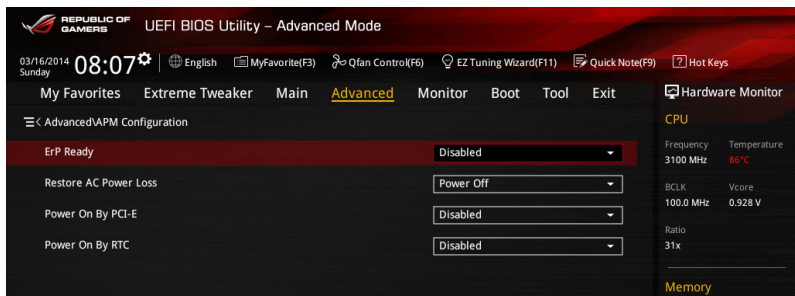 REPUBLIC OF
GAMERS
UEFI BIOS Utility – Advanced Mode
03/16/2014
Sunday
08:07
English
MyFavorite(F3)
Qfan Control(F6)
EZ Tuning Wizard(F11)
Quick Note(F9)
? Hot Keys
My Favorites
Extreme Tweaker
Main
Advanced
Monitor
Boot
Tool
Exit
Hardware Monitor
Advanced\APM Configuration
ErP Ready
Disabled
Restore AC Power Loss
Power Off
Power On By PCI-E
Disabled
Power On By RTC
Disabled
CPU
Frequency Temperature
3100 MHz 86°C
BCLK Vcore
100.0 MHz 0.928 V
Ratio
31x
Memory